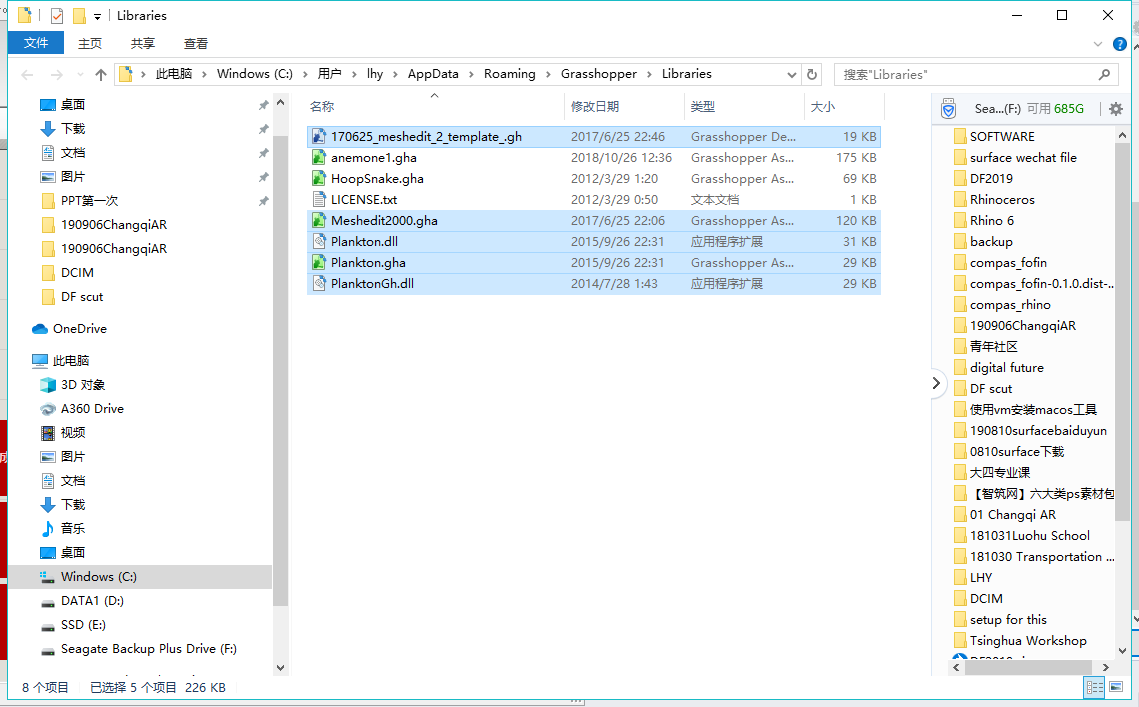 Libraries
文件 主页 共享 查看
此电脑 Windows (C:) 用户 lhy AppData Roaming Grasshopper Libraries
搜索"Libraries"
桌面
下载
文档
图片
PPT第一次
190906ChangqiAR
190906ChangqiAR
DCIM
DF scut
OneDrive
此电脑
3D 对象
A360 Drive
视频
图片
文档
下载
音乐
桌面
Windows (C:)
DATA1 (D:)
SSD (E:)
Seagate Backup Plus Drive (F:)
名称 修改日期 类型 大小
170625_meshedit_2_template_.gh 2017/6/25 22:46 Grasshopper De... 19 KB
anemone1.gha 2018/10/26 12:36 Grasshopper As... 175 KB
HoopSnake.gha 2012/3/29 1:20 Grasshopper As... 69 KB
LICENSE.txt 2012/3/29 0:50 文本文档 1 KB
Meshedit2000.gha 2017/6/25 22:06 Grasshopper As... 120 KB
Plankton.dll 2015/9/26 22:31 应用程序扩展 31 KB
Plankton.gha 2015/9/26 22:31 Grasshopper As... 29 KB
PlanktonGh.dll 2014/7/28 1:43 应用程序扩展 29 KB
Sea...(F:) 可用 685G
SOFTWARE
surface wechat file
DF2019
Rhinoceros
Rhino 6
backup
compas_fofin
compas_fofin-0.1.0.dist-...
compas_rhino
190906ChangqiAR
青年社区
digital future
DF scut
使用vm安装macos工具
190810surfacebaiduyun
0810surface下载
大四专业课
【智筑网】六大类ps素材包
01 Changqi AR
181031Luohu School
181030 Transportation ...
LHY
DCIM
setup for this
Tsinghua Workshop
8 个项目 已选择 5 个项目 226 KB